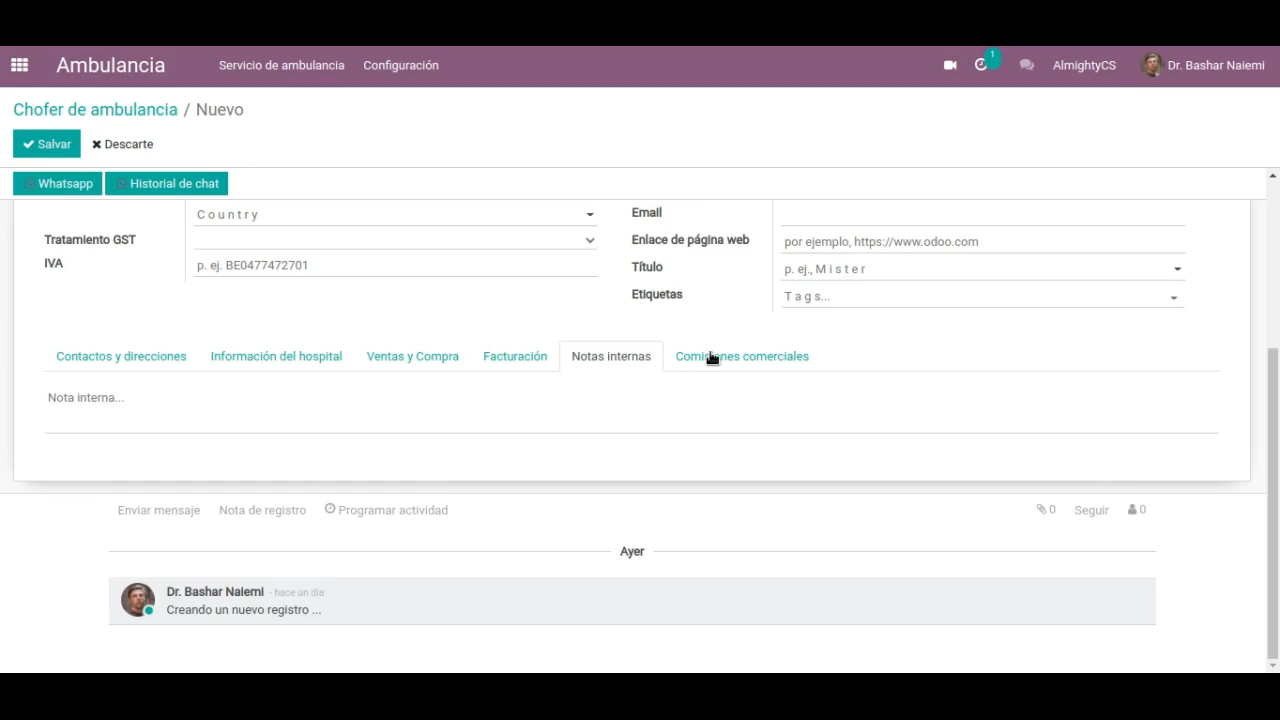 Ambulancia
Servicio de ambulancia
Configuración
1
AlmightyCS
Dr. Bashar Naiemi
Chofer de ambulancia / Nuevo
Salvar
Descarte
Whatsapp
Historial de chat
Country
Email
Tratamiento GST
Enlace de página web
por ejemplo, https://www.odoo.com
IVA
p. ej. BE0477472701
Título
p. ej., Mister
Etiquetas
Tags...
Contactos y direcciones
Información del hospital
Ventas y Compra
Facturación
Notas internas
Comisiones comerciales
Nota interna...
Enviar mensaje
Nota de registro
Programar actividad
0
Seguir
0
Ayer
Dr. Bashar Naiemi - hace un día
Creando un nuevo registro ...